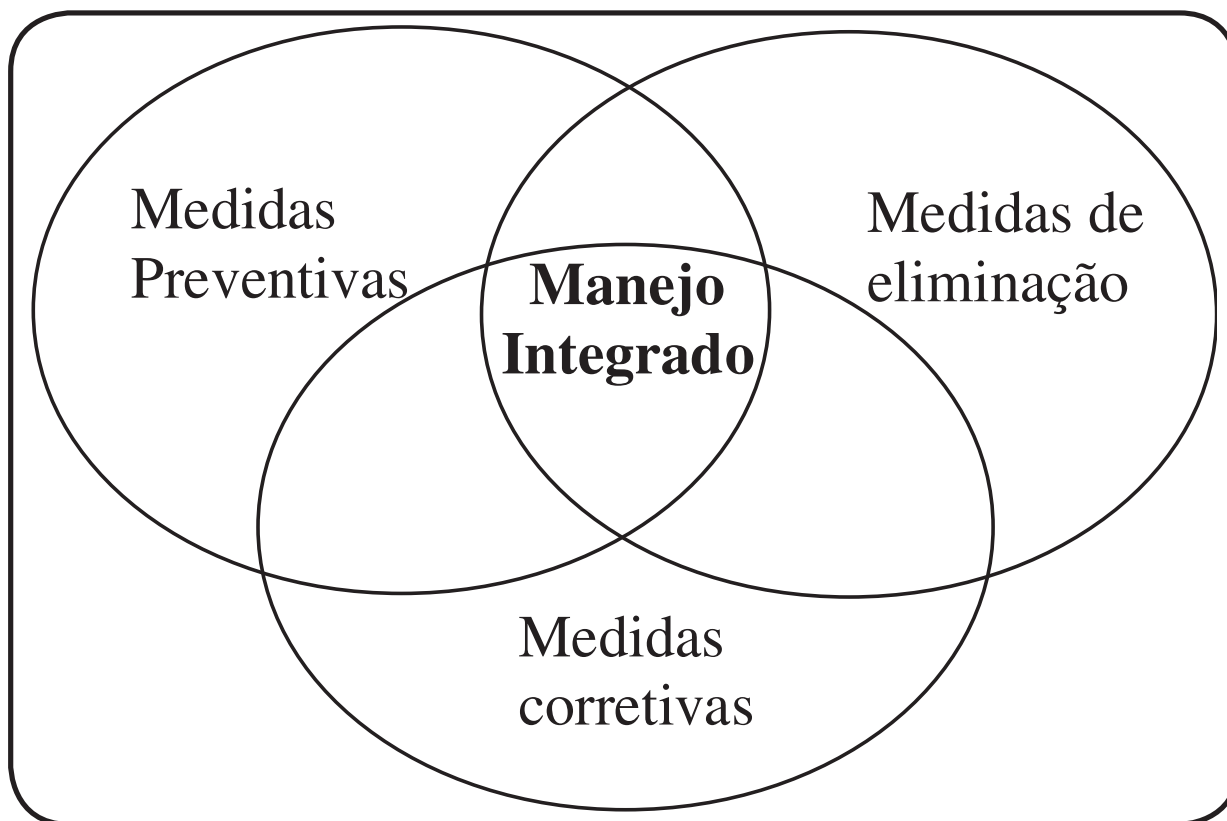 Medidas
Preventivas
Medidas de
eliminação
Manejo
Integrado
Medidas
corretivas